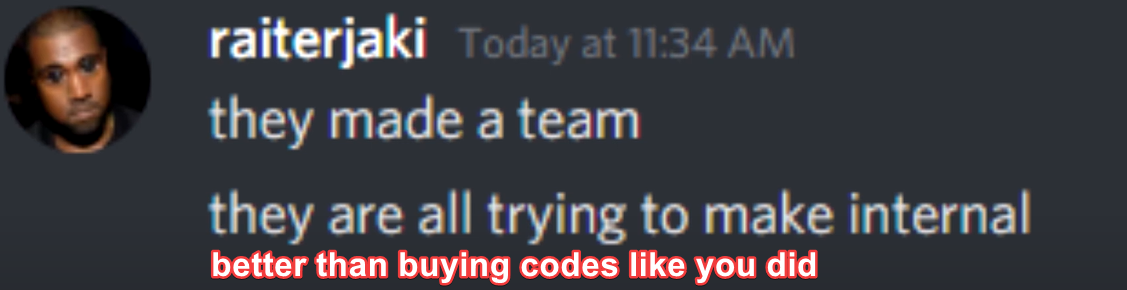 raiterjaki Today at 11:34 AM
they made a team
they are all trying to make internal
better than buying codes like you did